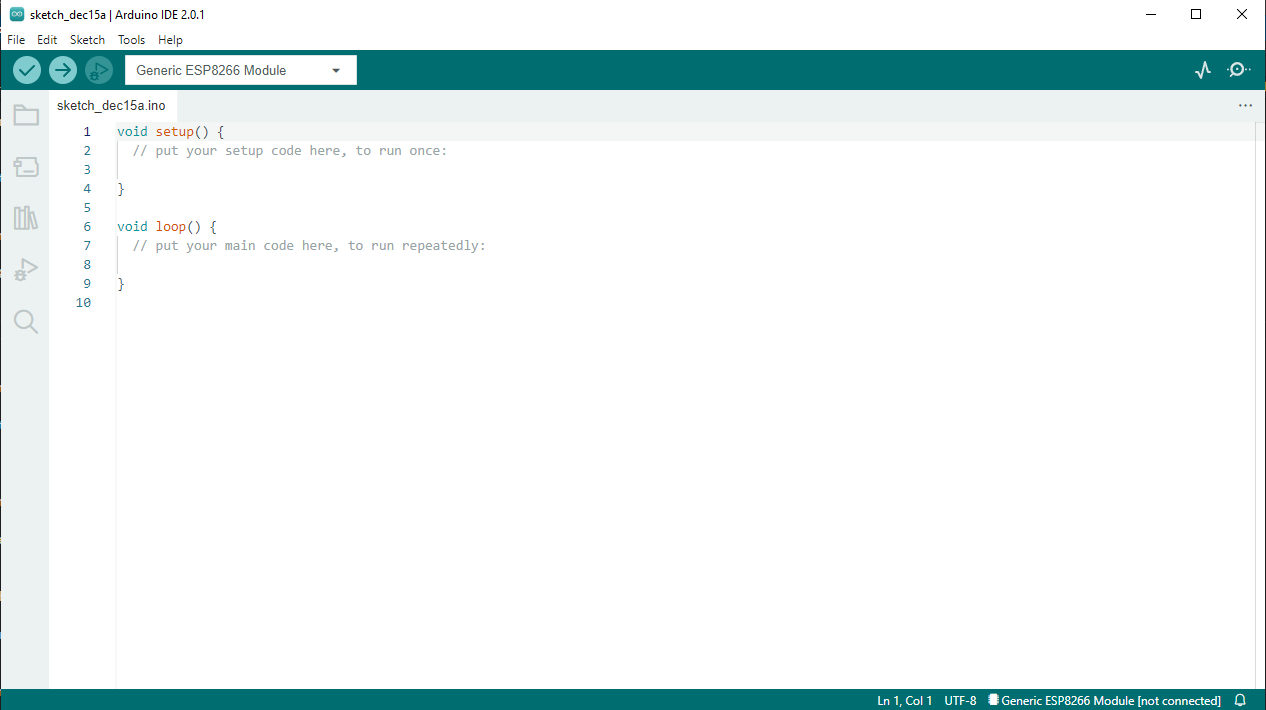 sketch_dec15a | Arduino IDE 2.0.1
File Edit Sketch Tools Help
Generic ESP8266 Module
sketch_dec15a.ino
1 void setup() {
2 // put your setup code here, to run once:
3
4 }
5
6 void loop() {
7 // put your main code here, to run repeatedly:
8
9 }
10
Ln 1, Col 1 UTF-8 Generic ESP8266 Module [not connected]